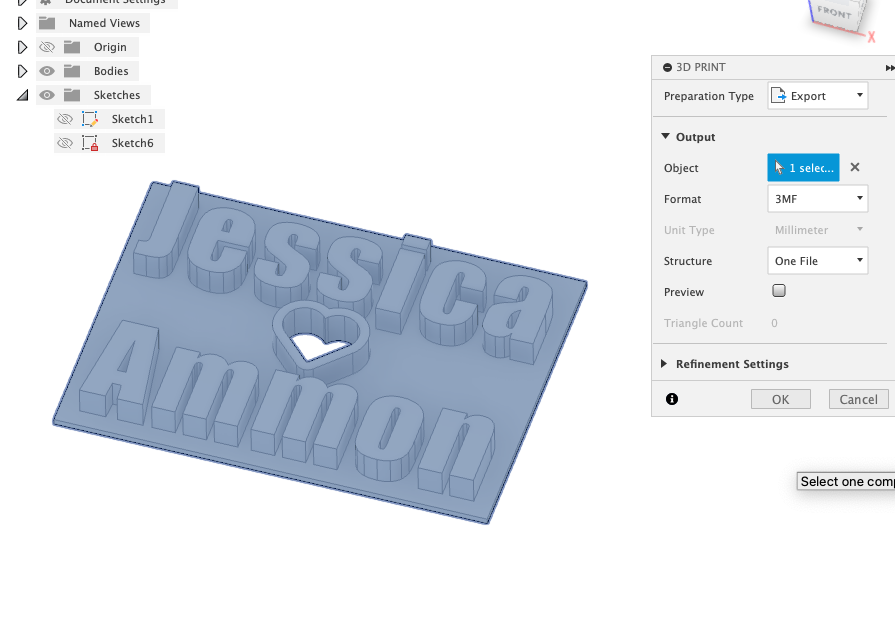 Document Settings
Named Views
Origin
Bodies
Sketches
Sketch1
Sketch6
FRONT
X
Jessica
Ammon
3D PRINT
Preparation Type Export
Output
Object 1 selec...
Format 3MF
Unit Type Millimeter
Structure One File
Preview
Triangle Count 0
Refinement Settings
OK Cancel
Select one comp